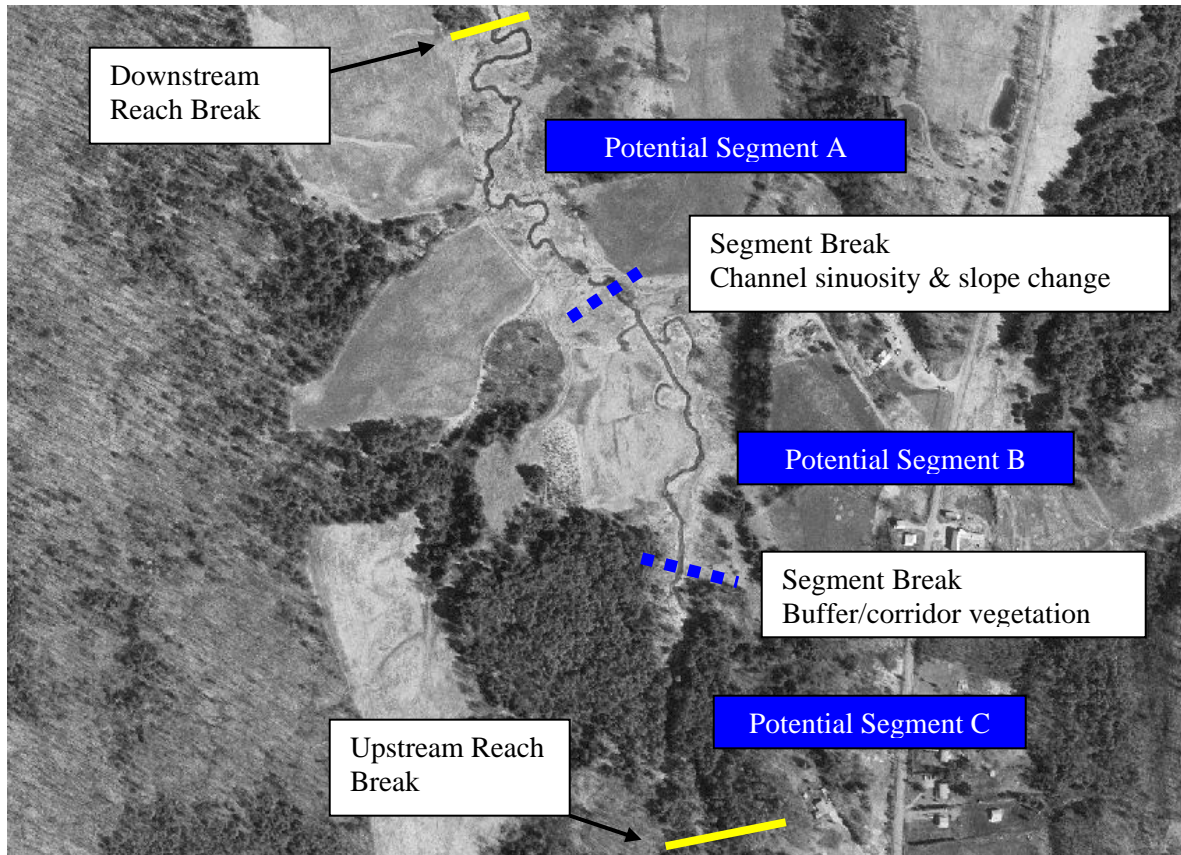 Downstream
Reach Break
Potential Segment A
Segment Break
Channel sinuosity & slope change
Potential Segment B
Segment Break
Buffer/corridor vegetation
Potential Segment C
Upstream Reach
Break